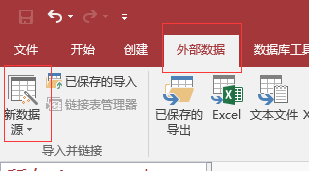 文件 开始 创建 外部数据 数据库工具
新数据源
已保存的导入
链接表管理器
导入并链接
已保存的导出
Excel
文本文件
X